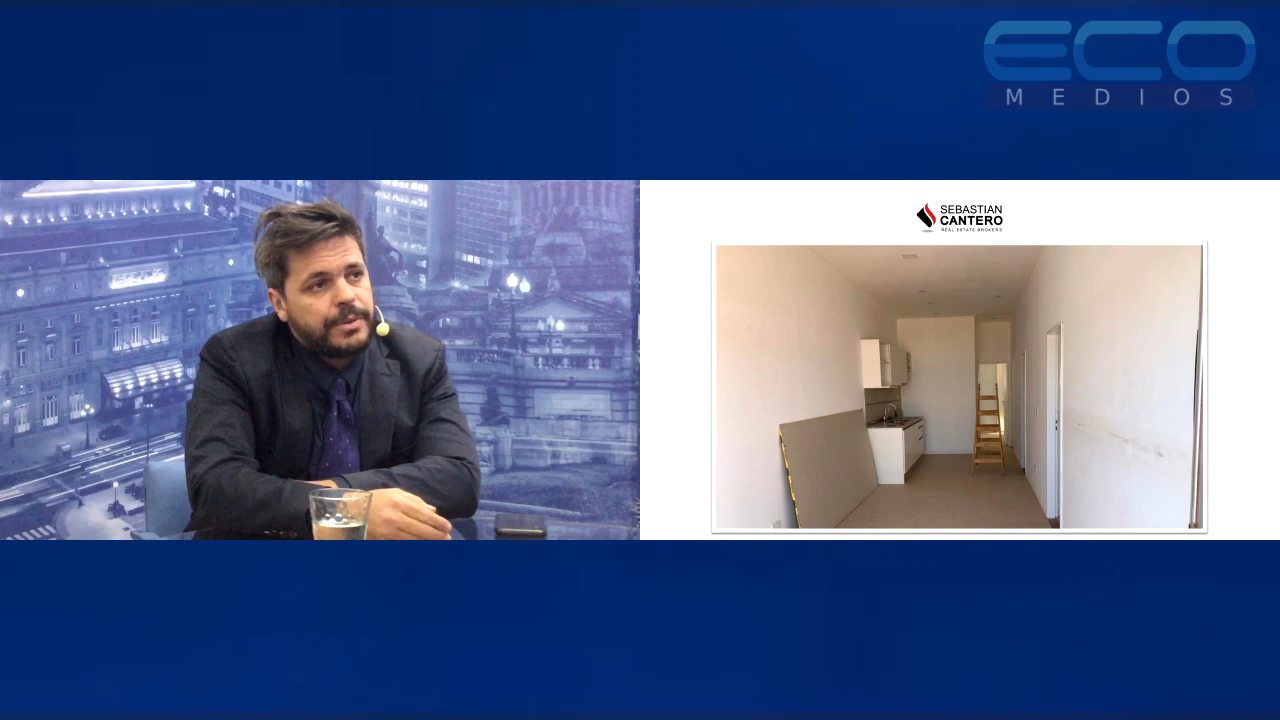 ECO
MEDIOS
SEBASTIAN
CANTERO
REAL ESTATE BROKERS